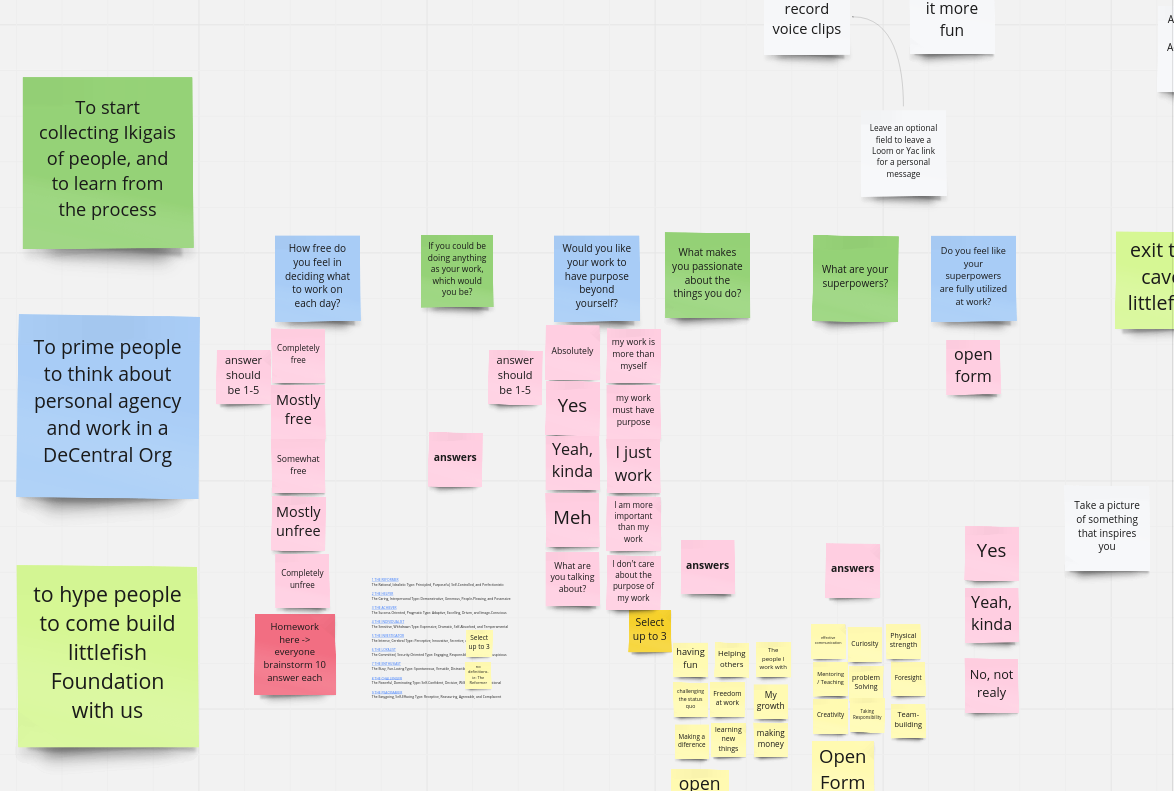 record
voice clips
it more
fun
Leave an optional
field to leave a
Loom or Yac link
for a personal
message
To start
collecting Ikigais
of people, and
to learn from
the process
How free do
you feel in
deciding what
to work on
each day?
If you could be
doing anything
as your work,
which would
you be?
Would you like
your work to
have purpose
beyond
yourself?
What makes
you passionate
about the
things you do?
What are your
superpowers?
Do you feel like
your
superpowers
are fully utilized
at work?
exit t
cav
littlef
To prime people
to think about
personal agency
and work in a
DeCentral Org
answer
should
be 1-5
Completely
free
Mostly
free
Somewhat
free
Mostly
unfree
Completely
unfree
Homework
here ->
everyone
brainstorm 10
answer each
answers
answer
should
be 1-5
Absolutely
Yes
Yeah,
kinda
Meh
What are
you talking
about?
my work is
more than
myself
my work
must have
purpose
I just
work
I am more
important
than my
work
I don't care
about the
purpose of
my work
Select
up to 3
answers
answers
open
form
Yes
Yeah,
kinda
No, not
realy
Take a picture
of something
that inspires
you
to hype people
to come build
littlefish
Foundation
with us
Select
up to 3
having
fun
Helping
others
The
people I
work with
challenging
the status
quo
Freedom
at work
My
growth
Making a
diference
learning
new
things
making
money
open
effective
communication
Curiosity
Physical
strength
Mentoring
/ Teaching
problem
Solving
Foresight
Creativity
Taking
Responsibility
Team-
building
Open
Form